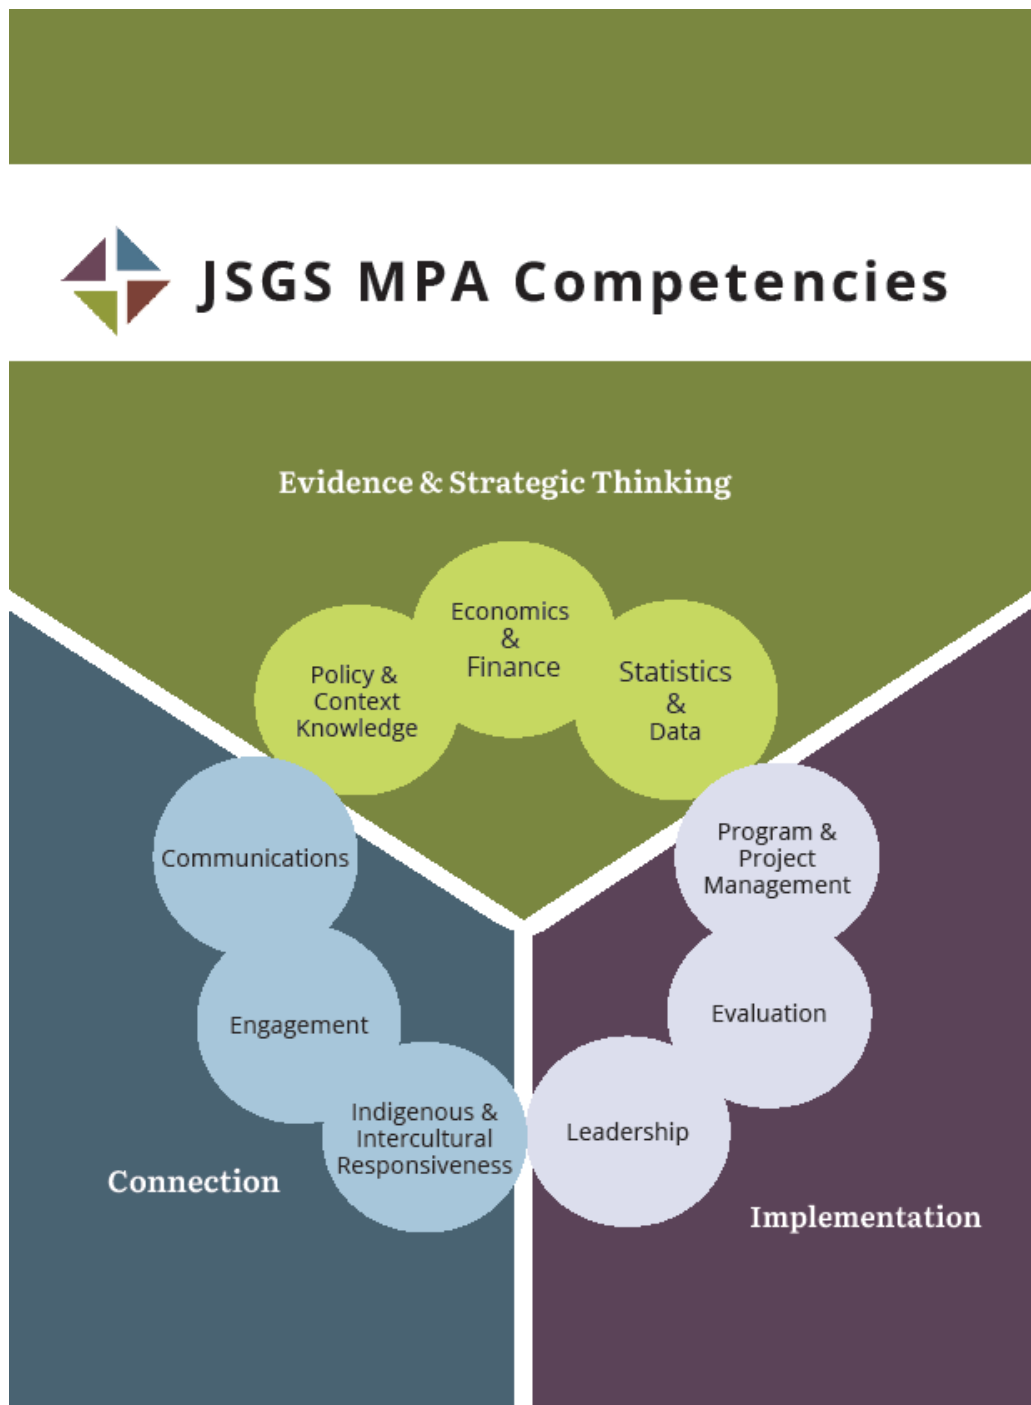 JSGS MPA Competencies
Evidence & Strategic Thinking
Economics
&
Finance
Policy &
Context
Knowledge
Statistics
&
Data
Communications
Engagement
Indigenous &
Intercultural
Responsiveness
Connection
Program &
Project
Management
Evaluation
Leadership
Implementation